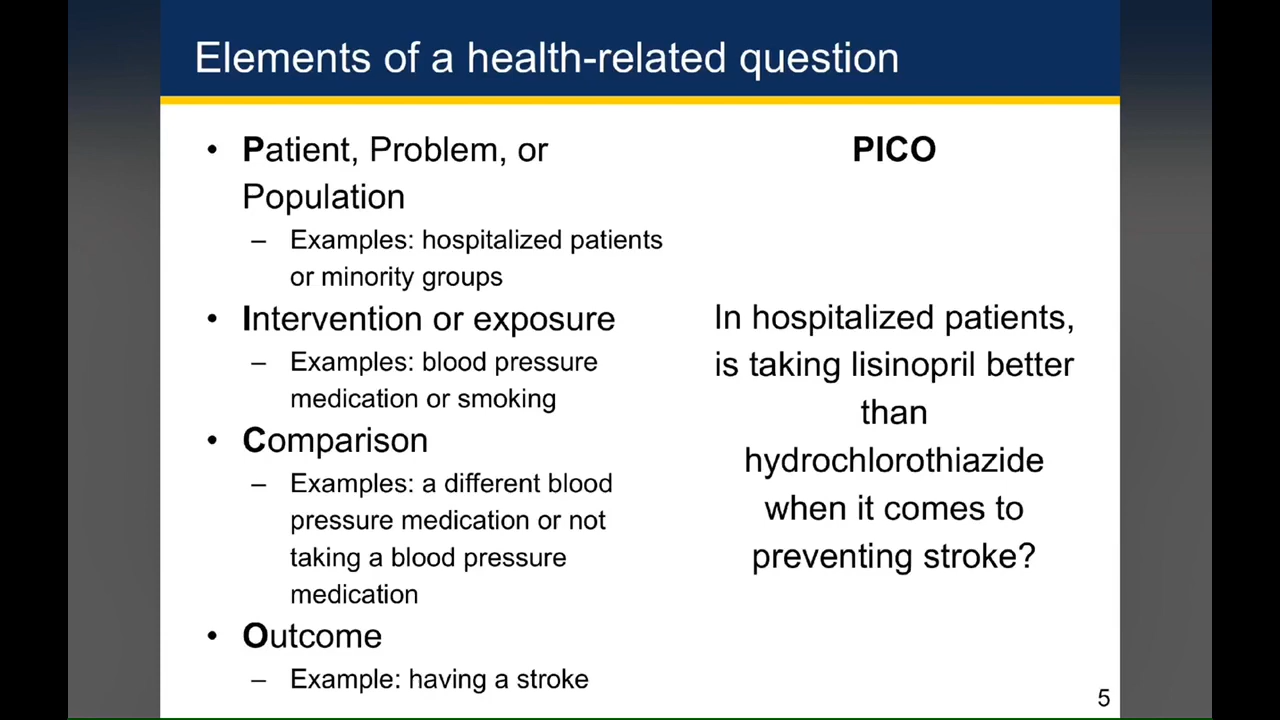 Elements of a health-related question
• Patient, Problem, or
Population
– Examples: hospitalized patients
or minority groups
• Intervention or exposure
– Examples: blood pressure
medication or smoking
• Comparison
– Examples: a different blood
pressure medication or not
taking a blood pressure
medication
• Outcome
– Example: having a stroke
PICO
In hospitalized patients,
is taking lisinopril better
than
hydrochlorothiazide
when it comes to
preventing stroke?
5